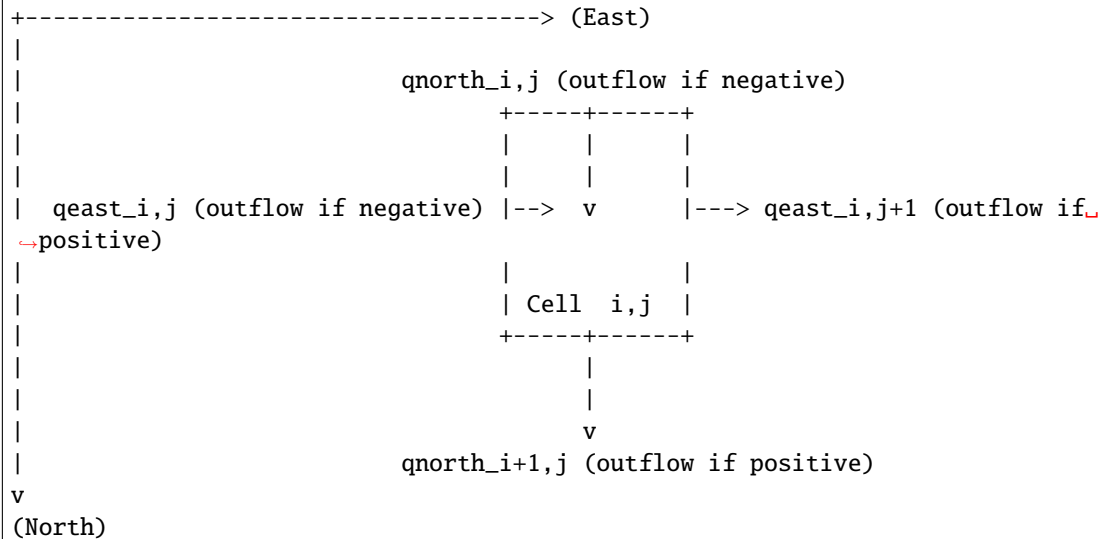 +-------------------------------------> (East)
|
|                           qnorth_i,j (outflow if negative)
|                                  +-----+------+
|                                  |     |      |
|                                  |     |      |
|  qeast_i,j (outflow if negative) |--> v      |---> qeast_i,j+1 (outflow if␣
↪positive)
|                                  |            |
|                                  | Cell  i,j  |
|                                  +-----+------+
|                                        |
|                                        |
|                                        v
|                           qnorth_i+1,j (outflow if positive)
v
(North)